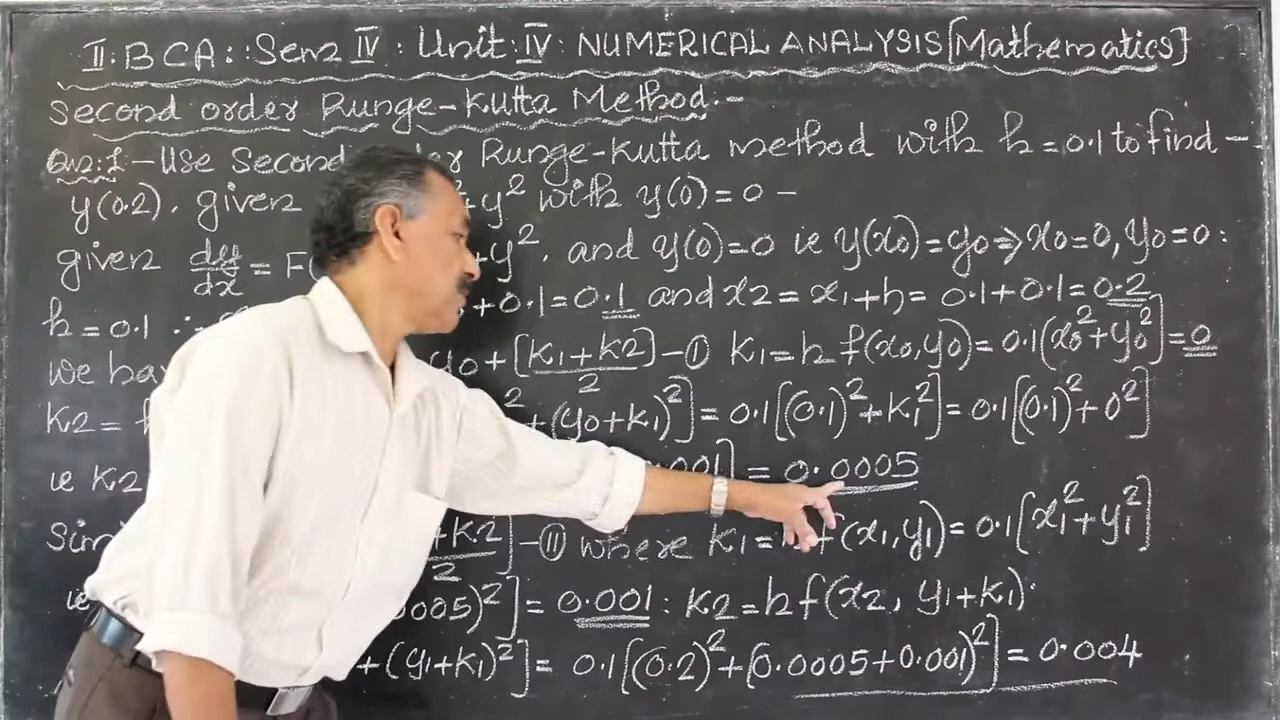 II:BCA::Sem IV: Unit:IV: NUMERICAL ANALYSIS[Mathematics]
Second order Runge-Kutta Method:-
Qns:1-Use Second Runge-Kutta method with h=0.1 to find-
y(0.2), given y² with y(0)=0-
given dy/dx = F( +y², and y(0)=0 ie y(x₀)=y₀⇒x₀=0, y₀=0:
h=0.1 ∴ +0.1=0.1 and x2=x₁+h=0.1+0.1=0.2
we y₀+[K₁+K2]/2-(I) K₁=h f(x₀,y₀)=0.1(x₀²+y₀²]=0
K2= ²+(y₀+K₁)²]=0.1[(0.1)²+K₁²]=0.1[(0.1)²+0²]
ie K2 001]=0.0005
+K2]/2-(II) where K₁=hf(x₁,y₁)=0.1[x₁²+y₁²]
ie 005)²]=0.001: K2=hf(x2, y₁+K₁).
+(y₁+K₁)²]= 0.1[(0.2)²+(0.0005+0.001)²]=0.004